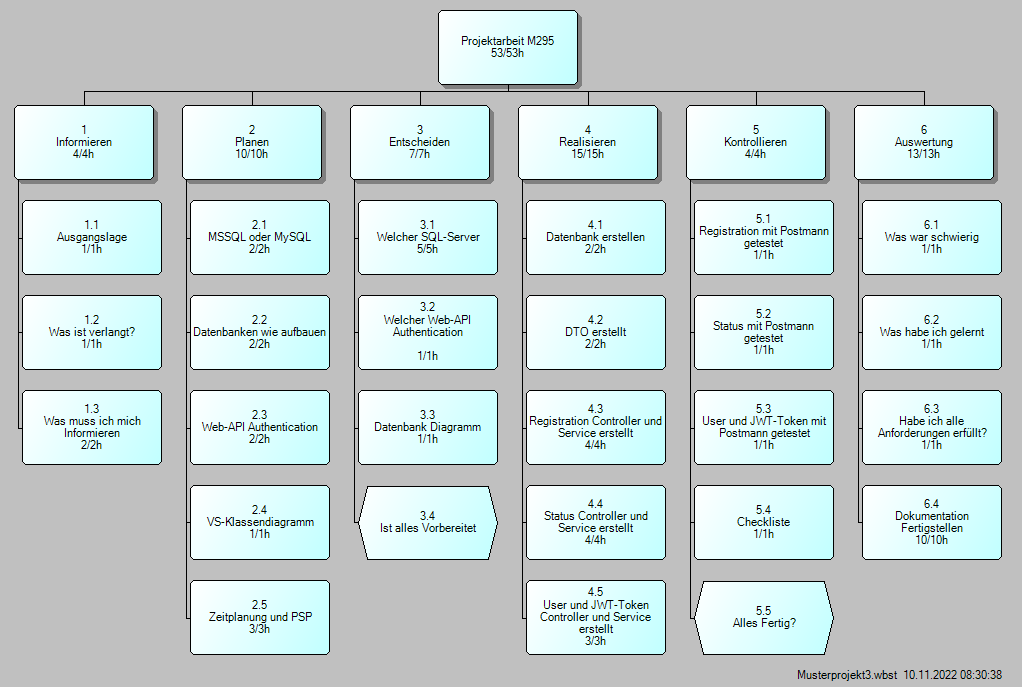 Projektarbeit M295
53/53h
1
Informieren
4/4h
2
Planen
10/10h
3
Entscheiden
7/7h
4
Realisieren
15/15h
5
Kontrollieren
4/4h
6
Auswertung
13/13h
1.1
Ausgangslage
1/1h
1.2
Was ist verlangt?
1/1h
1.3
Was muss ich mich
Informieren
2/2h
2.1
MSSQL oder MySQL
2/2h
2.2
Datenbanken wie aufbauen
2/2h
2.3
Web-API Authentication
2/2h
2.4
VS-Klassendiagramm
1/1h
2.5
Zeitplanung und PSP
3/3h
3.1
Welcher SQL-Server
5/5h
3.2
Welcher Web-API
Authentication
1/1h
3.3
Datenbank Diagramm
1/1h
3.4
Ist alles Vorbereitet
4.1
Datenbank erstellen
2/2h
4.2
DTO erstellt
2/2h
4.3
Registration Controller und
Service erstellt
4/4h
4.4
Status Controller und
Service erstellt
4/4h
4.5
User und JWT-Token
Controller und Service
erstellt
3/3h
5.1
Registration mit Postmann
getestet
1/1h
5.2
Status mit Postmann
getestet
1/1h
5.3
User und JWT-Token mit
Postmann getestet
1/1h
5.4
Checkliste
1/1h
5.5
Alles Fertig?
6.1
Was war schwierig
1/1h
6.2
Was habe ich gelernt
1/1h
6.3
Habe ich alle
Anforderungen erfüllt?
1/1h
6.4
Dokumentation
Fertigstellen
10/10h
Musterprojekt3.wbst 10.11.2022 08:30:38